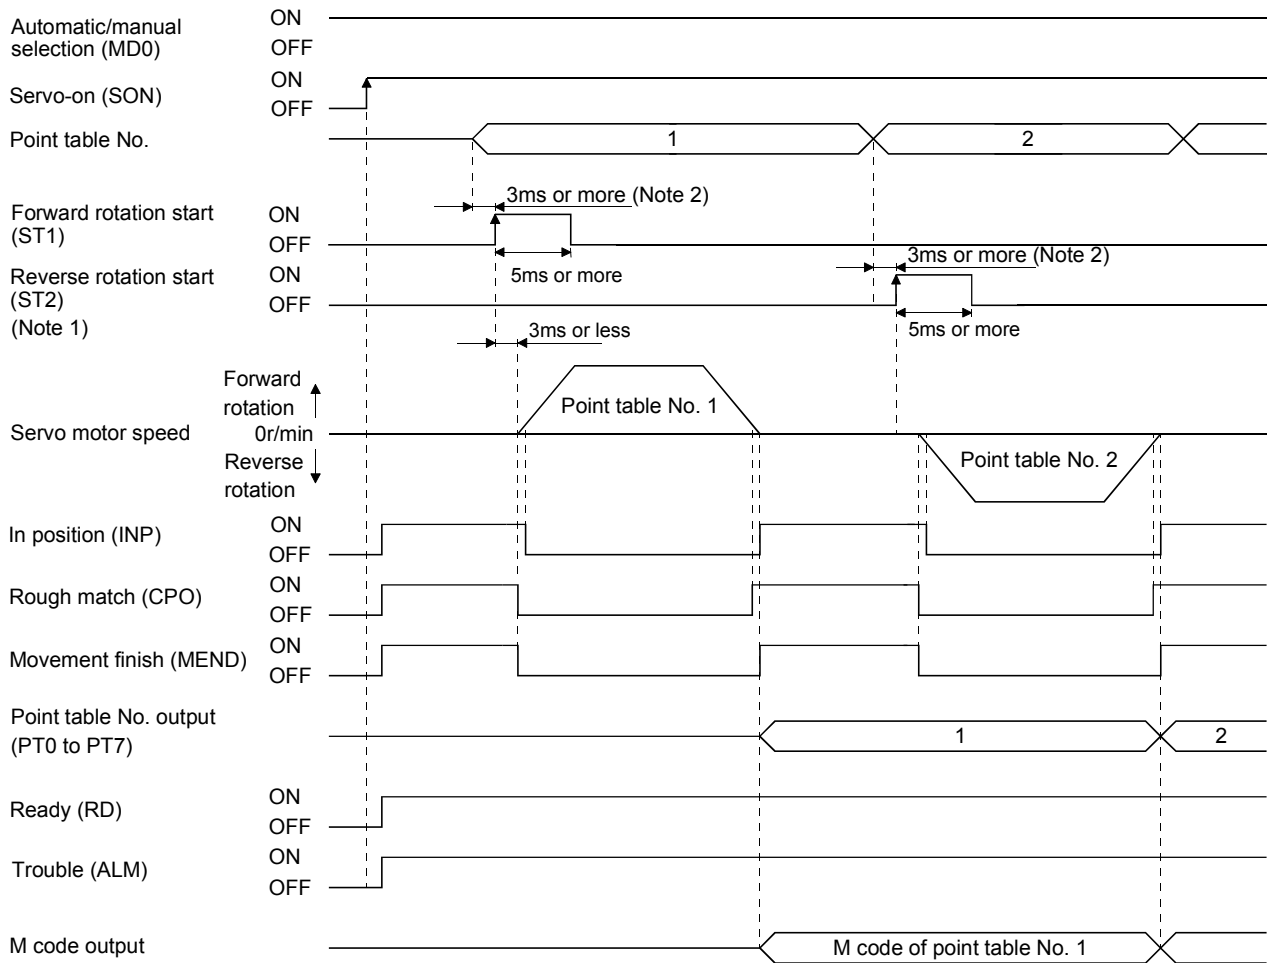 Automatic/manual
selection (MD0)
ON
OFF
Servo-on (SON)
ON
OFF
Point table No.
1
2
3ms or more (Note 2)
Forward rotation start
(ST1)
ON
OFF
5ms or more
3ms or more (Note 2)
Reverse rotation start
(ST2)
(Note 1)
ON
OFF
5ms or more
3ms or less
Servo motor speed
Forward
rotation
0r/min
Reverse
rotation
Point table No. 1
Point table No. 2
In position (INP)
ON
OFF
Rough match (CPO)
ON
OFF
Movement finish (MEND)
ON
OFF
Point table No. output
(PT0 to PT7)
1
2
Ready (RD)
ON
OFF
Trouble (ALM)
ON
OFF
M code output
M code of point table No. 1